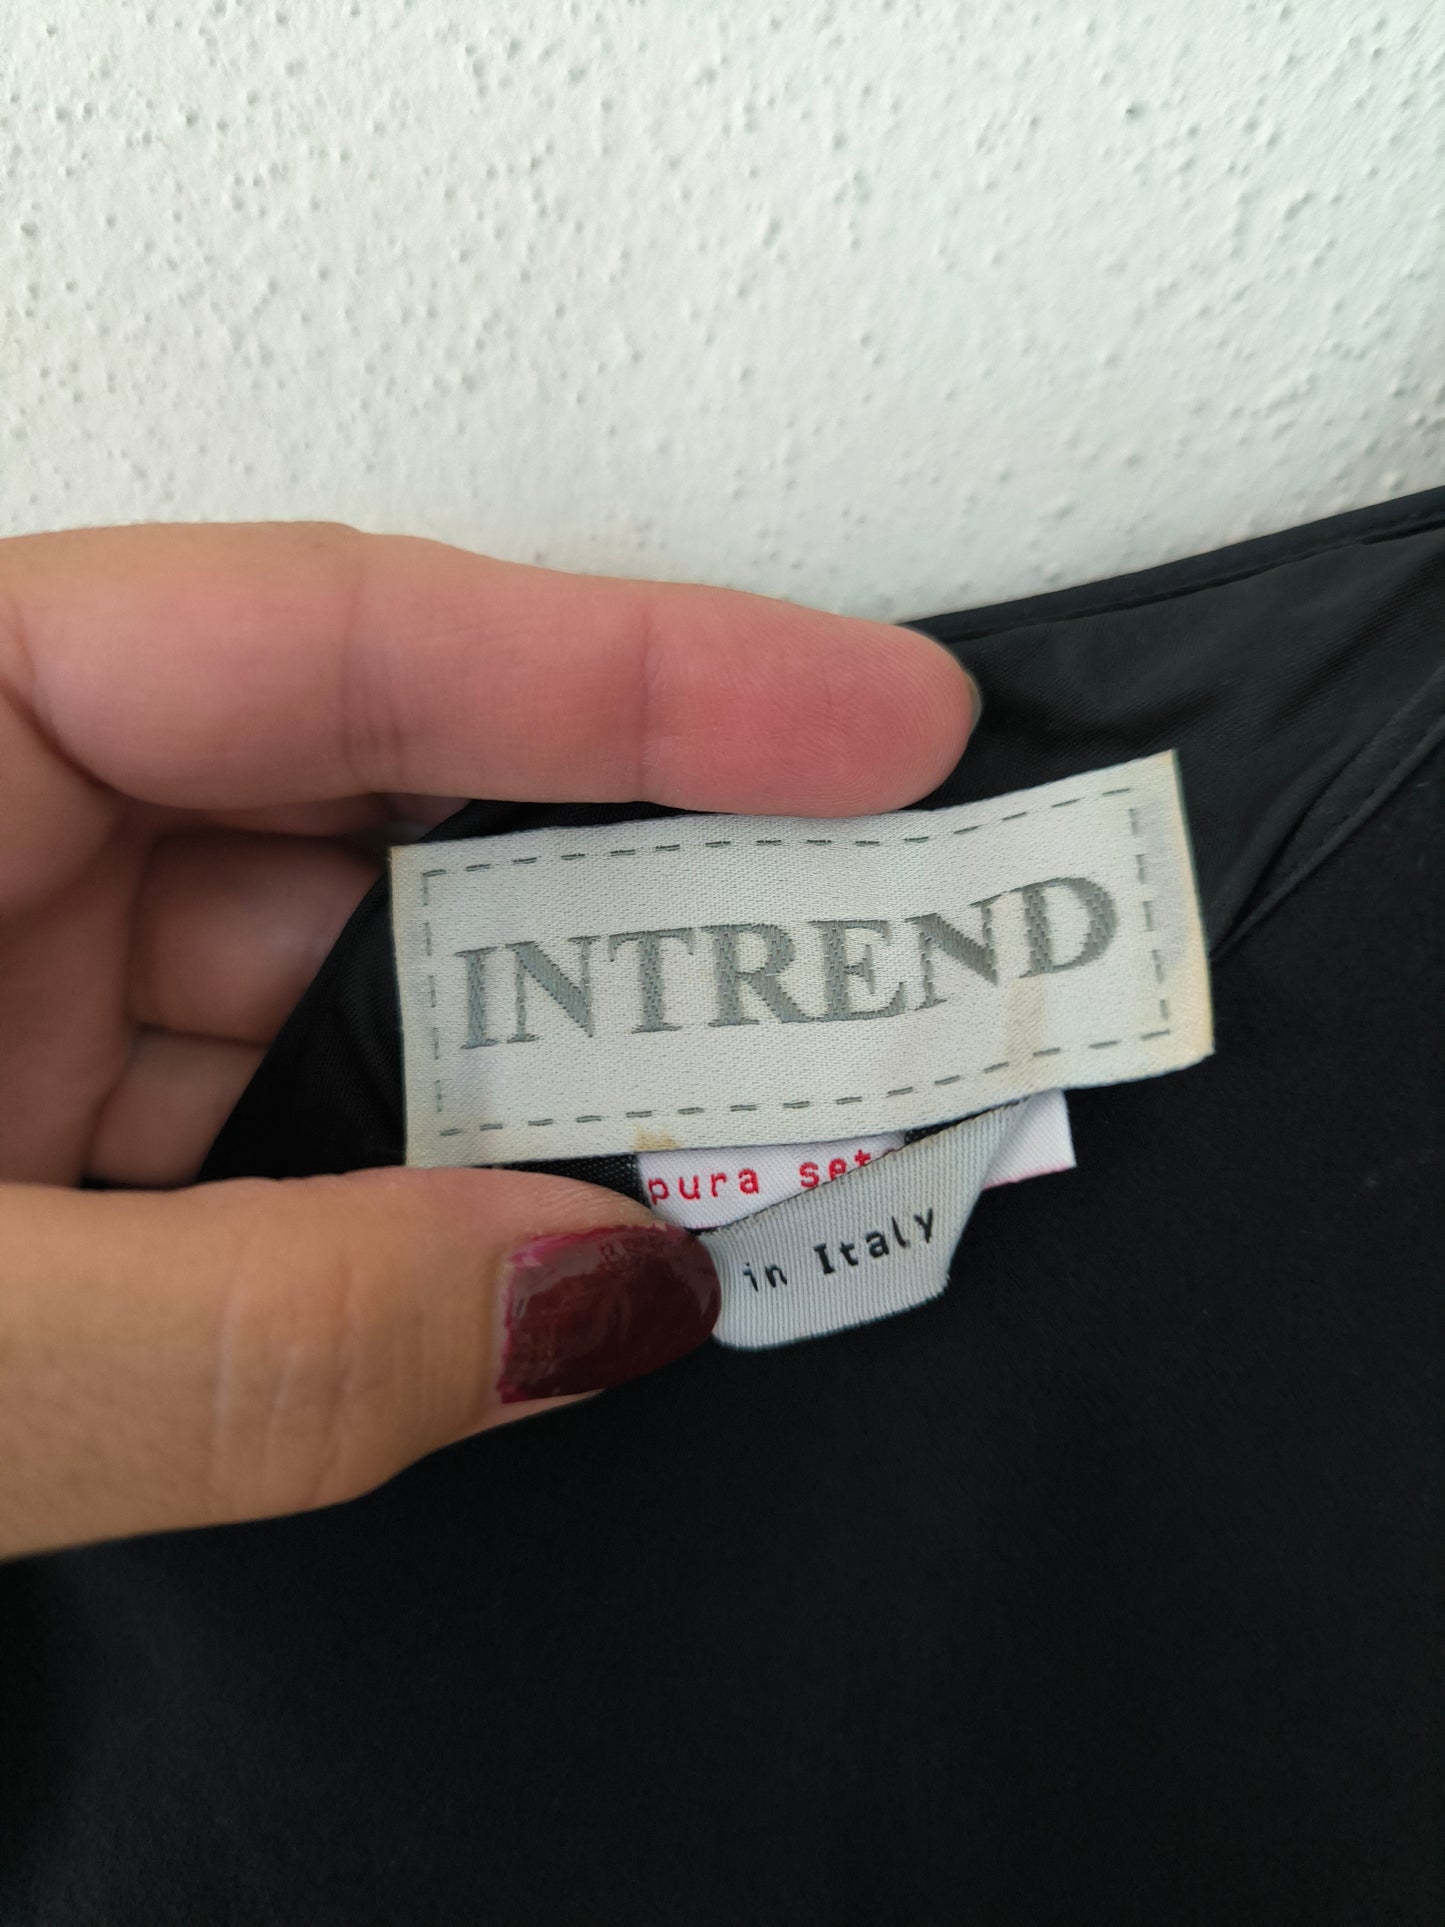 INTREND
pura set
in Italy